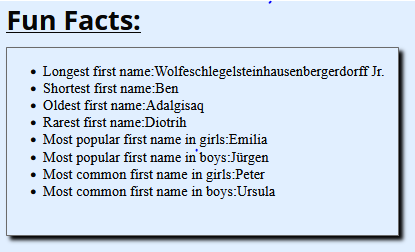 Fun Facts:
Longest first name:Wolfeschlegelsteinhausenbergerdorff Jr.
Shortest first name:Ben
Oldest first name:Adalgisaq
Rarest first name:Diotrih
Most popular first name in girls:Emilia
Most popular first name in boys:Jürgen
Most common first name in girls:Peter
Most common first name in boys:Ursula